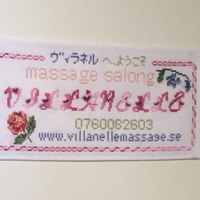 ヴィラネル へようこそ
massage salong
VILLANELLE
0760082603
www.villanellemassage.se